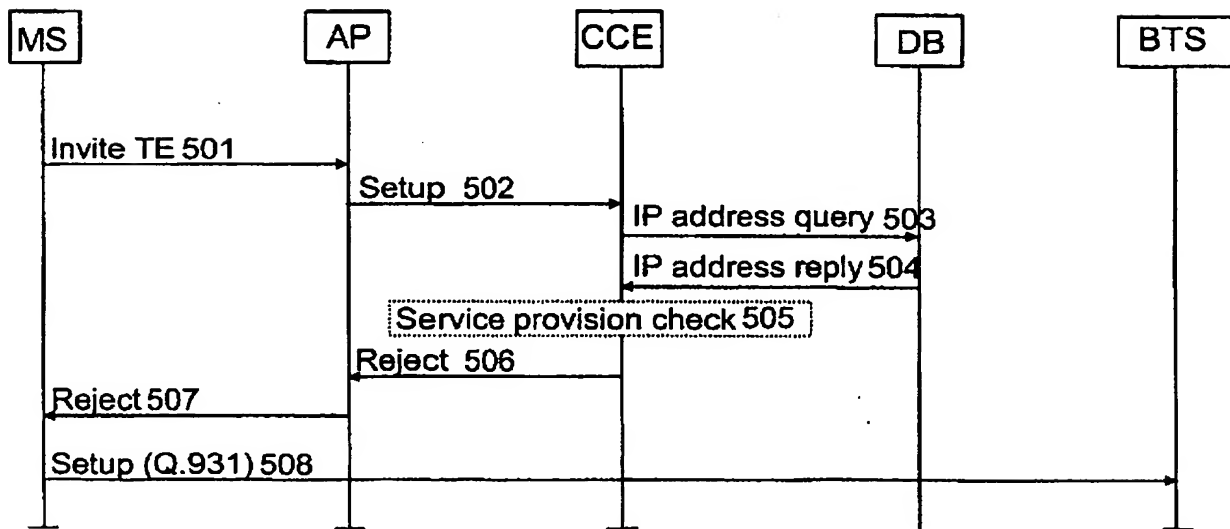 MS AP CCE DB BTS
Invite TE 501
Setup 502
IP address query 503
IP address reply 504
Service provision check 505
Reject 506
Reject 507
Setup (Q.931) 508